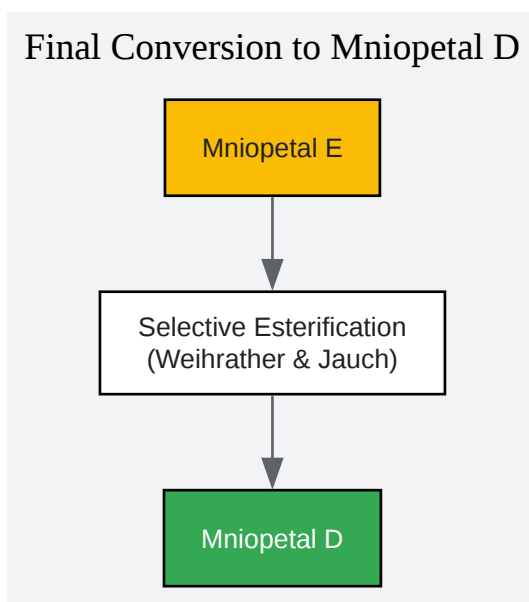 Final Conversion to Mniopetal D
Mniopetal E
Selective Esterification
(Weihrather & Jauch)
Mniopetal D